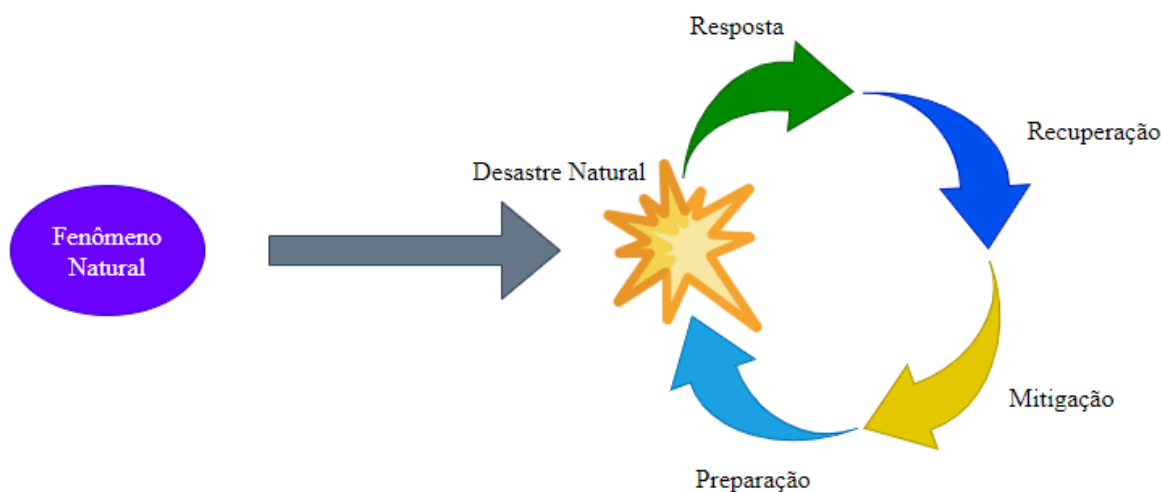 Resposta
Recuperação
Desastre Natural
Fenômeno
Natural
Mitigação
Preparação